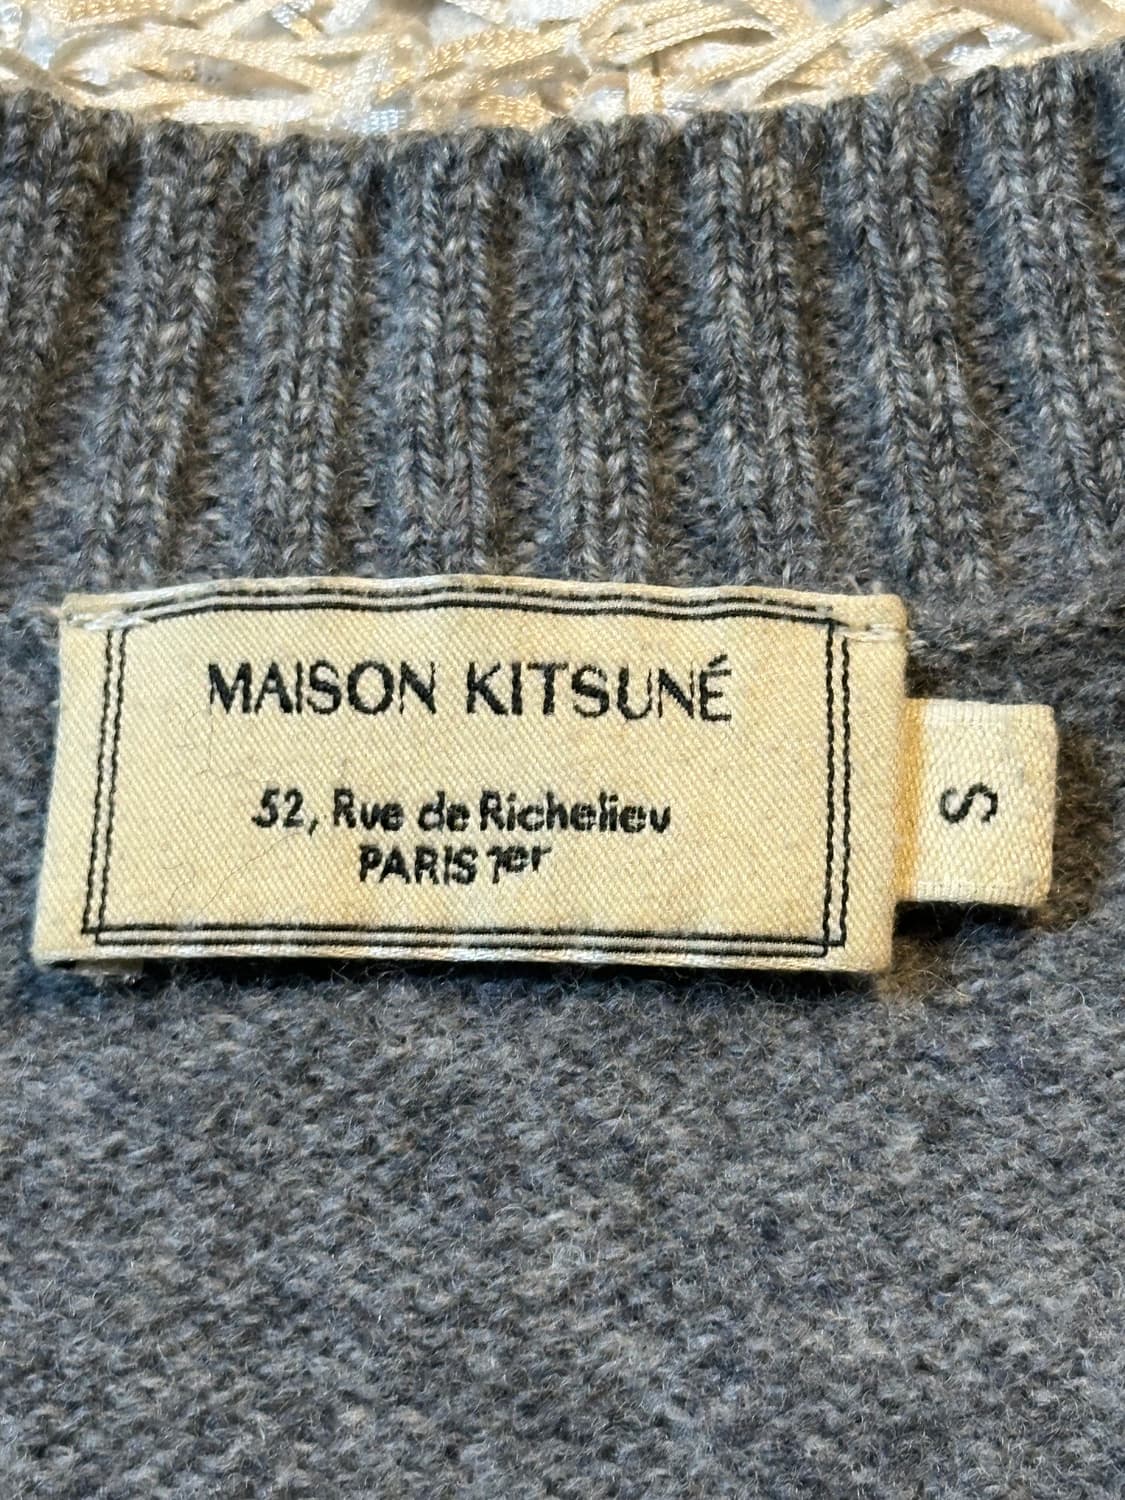 MAISON KITSUNÉ
52, Rue de Richelieu
PARIS 1er
S